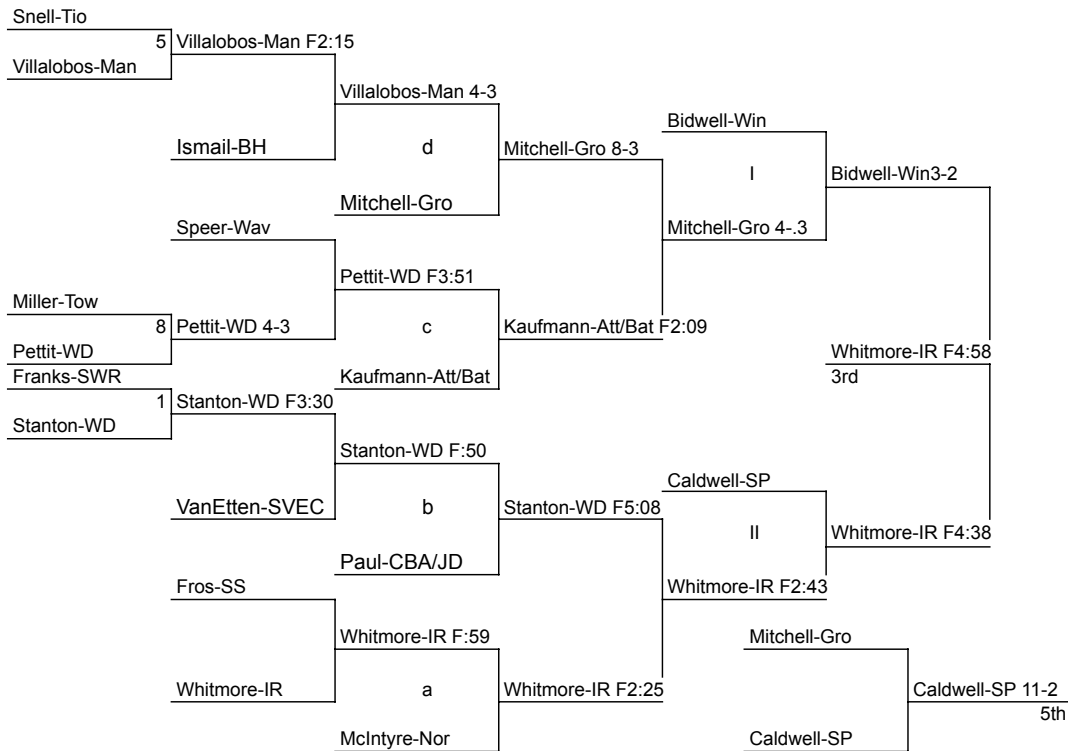 Snell-Tio
5
Villalobos-Man F2:15
Villalobos-Man
Villalobos-Man 4-3
Ismail-BH
d
Mitchell-Gro 8-3
Mitchell-Gro
Bidwell-Win
I
Bidwell-Win3-2
Mitchell-Gro 4-.3
Speer-Wav
Pettit-WD F3:51
Miller-Tow
8
Pettit-WD 4-3
Pettit-WD
c
Kaufmann-Att/Bat F2:09
Kaufmann-Att/Bat
Whitmore-IR F4:58
3rd
Franks-SWR
1
Stanton-WD F3:30
Stanton-WD
Stanton-WD F:50
VanEtten-SVEC
b
Stanton-WD F5:08
Paul-CBA/JD
Caldwell-SP
II
Whitmore-IR F4:38
Whitmore-IR F2:43
Fros-SS
Whitmore-IR F:59
Whitmore-IR
a
Whitmore-IR F2:25
McIntyre-Nor
Mitchell-Gro
Caldwell-SP 11-2
5th
Caldwell-SP